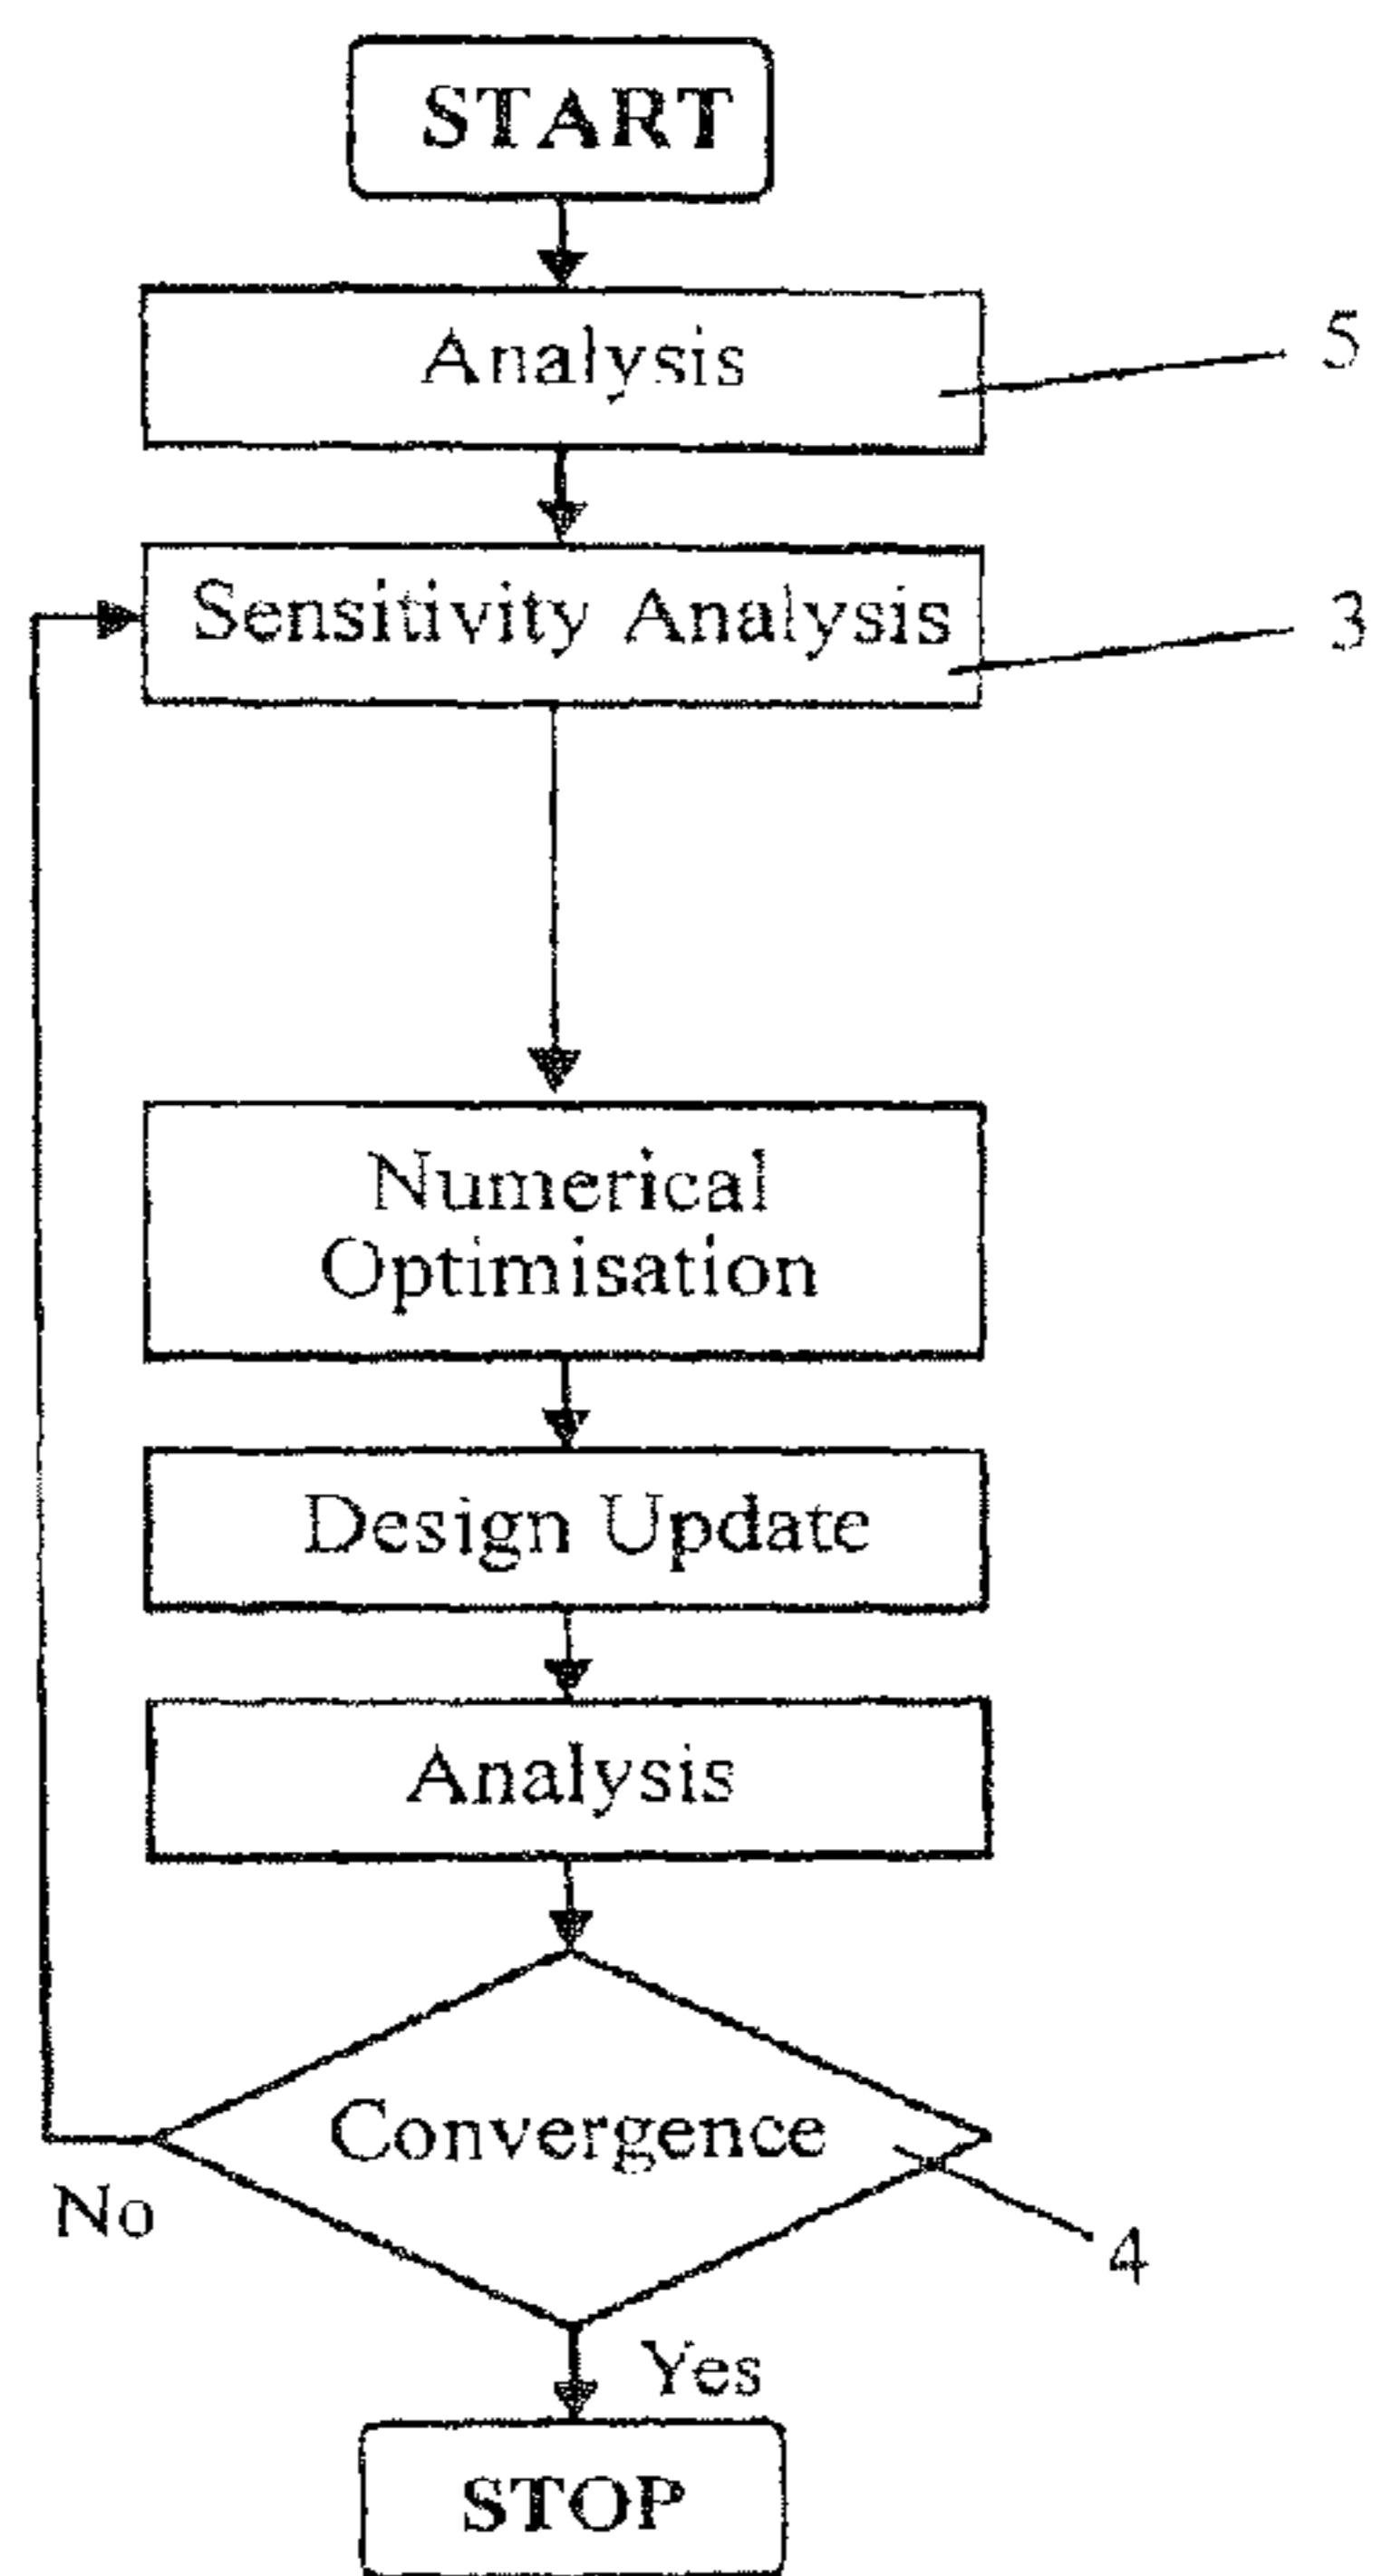 START
Analysis
5
Sensitivity Analysis
3
Numerical
Optimisation
Design Update
Analysis
Convergence
No
4
Yes
STOP